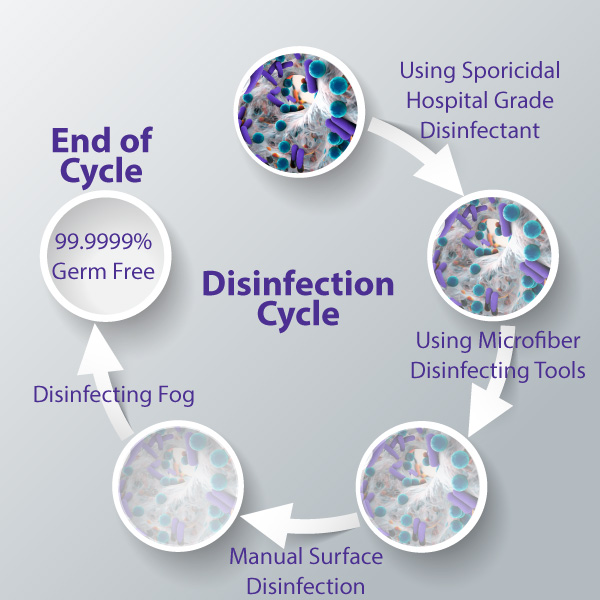 Using Sporicidal
Hospital Grade
Disinfectant
End of
Cycle
99.9999%
Germ Free
Disinfection
Cycle
Using Microfiber
Disinfecting Tools
Disinfecting Fog
Manual Surface
Disinfection